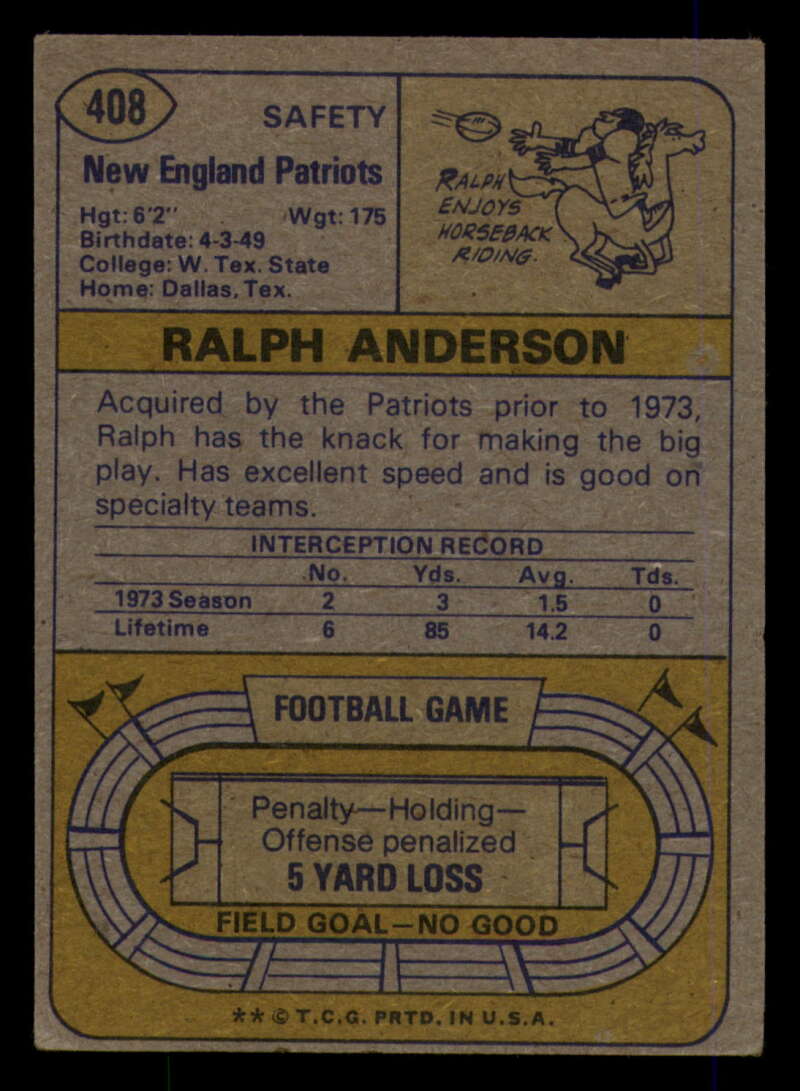 408
SAFETY
New England Patriots
Hgt: 6'2" Wgt: 175
Birthdate: 4-3-49
College: W. Tex. State
Home: Dallas, Tex.
RALPH
ENJOYS
HORSEBACK
RIDING.
RALPH ANDERSON
Acquired by the Patriots prior to 1973,
Ralph has the knack for making the big
play. Has excellent speed and is good on
specialty teams.
INTERCEPTION RECORD
No. Yds. Avg. Tds.
1973 Season 2 3 1.5 0
Lifetime 6 85 14.2 0
FOOTBALL GAME
Penalty—Holding—
Offense penalized
5 YARD LOSS
FIELD GOAL—NO GOOD
** © T.C.G. PRTD. IN U.S.A.